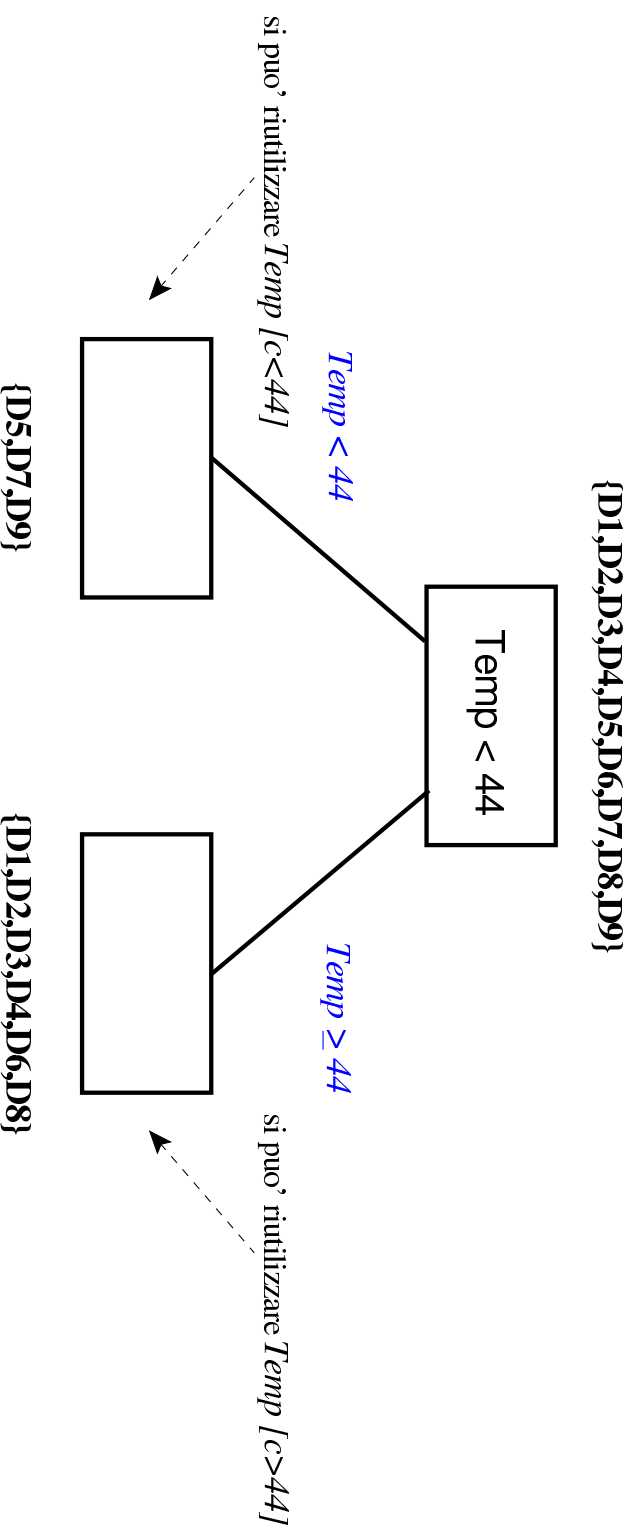 {D1,D2,D3,D4,D5,D6,D7,D8,D9}
Temp < 44
Temp < 44
Temp ≥ 44
si puo' riutilizzare Temp [c<44]
si puo' riutilizzare Temp [c>44]
{D5,D7,D9}
{D1,D2,D3,D4,D6,D8}